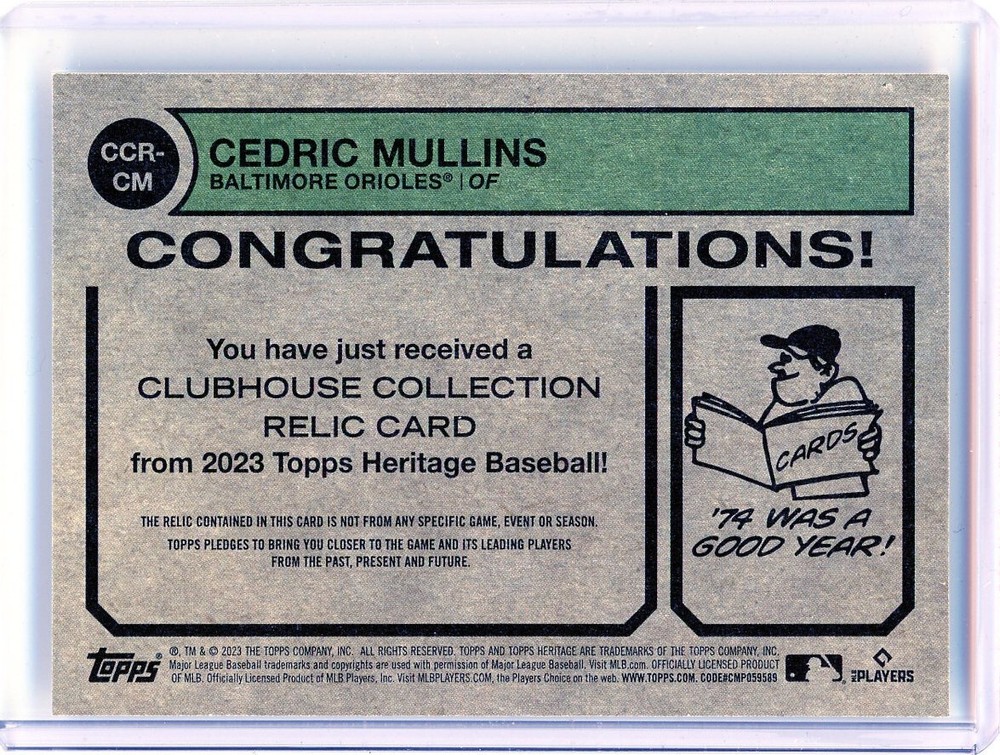 CCR-
CM
CEDRIC MULLINS
BALTIMORE ORIOLES® | OF
CONGRATULATIONS!
You have just received a
CLUBHOUSE COLLECTION
RELIC CARD
from 2023 Topps Heritage Baseball!
THE RELIC CONTAINED IN THIS CARD IS NOT FROM ANY SPECIFIC GAME, EVENT OR SEASON.
TOPPS PLEDGES TO BRING YOU CLOSER TO THE GAME AND ITS LEADING PLAYERS
FROM THE PAST, PRESENT AND FUTURE.
CARDS
'74 WAS A
GOOD YEAR!
topps®
®, TM & © 2023 THE TOPPS COMPANY, INC. ALL RIGHTS RESERVED. TOPPS AND TOPPS HERITAGE ARE TRADEMARKS OF THE TOPPS COMPANY, INC.
Major League Baseball trademarks and copyrights are used with permission of Major League Baseball. Visit MLB.com. OFFICIALLY LICENSED PRODUCT
OF MLB. Officially Licensed Product of MLB Players, Inc. Visit MLBPLAYERS.COM, the Players Choice on the web. WWW.TOPPS.COM. CODE#CMP059589
MLB PLAYERS